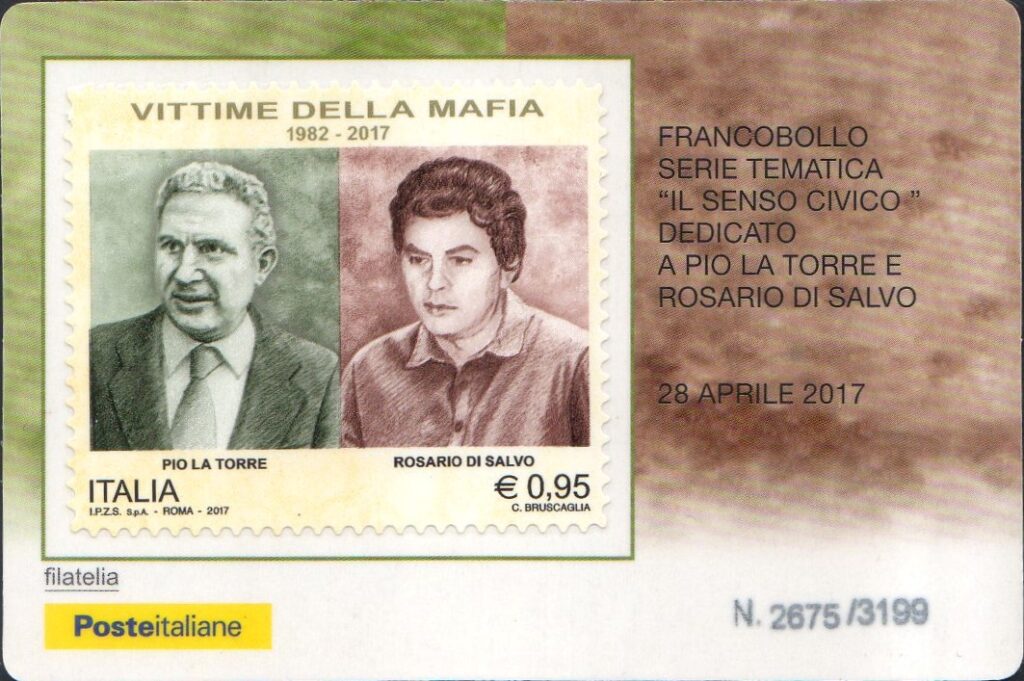 VITTIME DELLA MAFIA
1982 - 2017
PIO LA TORRE
ROSARIO DI SALVO
ITALIA
€ 0,95
I.P.Z.S. S.p.A. - ROMA - 2017
C. BRUSCAGLIA
FRANCOBOLLO
SERIE TEMATICA
“IL SENSO CIVICO ”
DEDICATO
A PIO LA TORRE E
ROSARIO DI SALVO
28 APRILE 2017
filatelia
Posteitaliane
N. 2675/3199